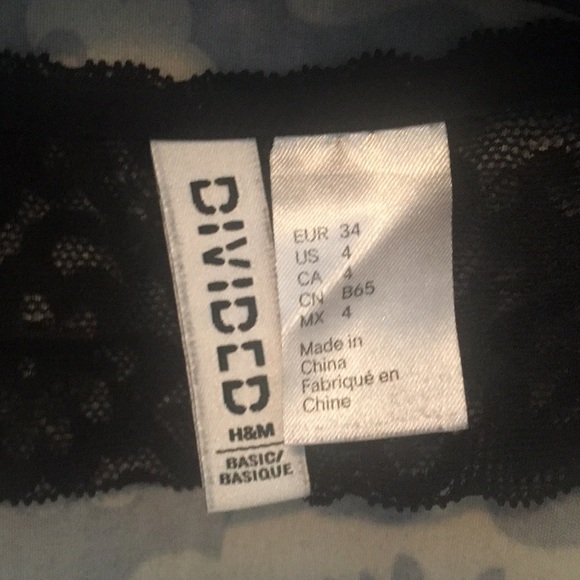 DIVIDED
H&M
BASIC/
BASIQUE
EUR 34
US 4
CA 4
CN B65
MX 4
Made in
China
Fabriqué en
Chine